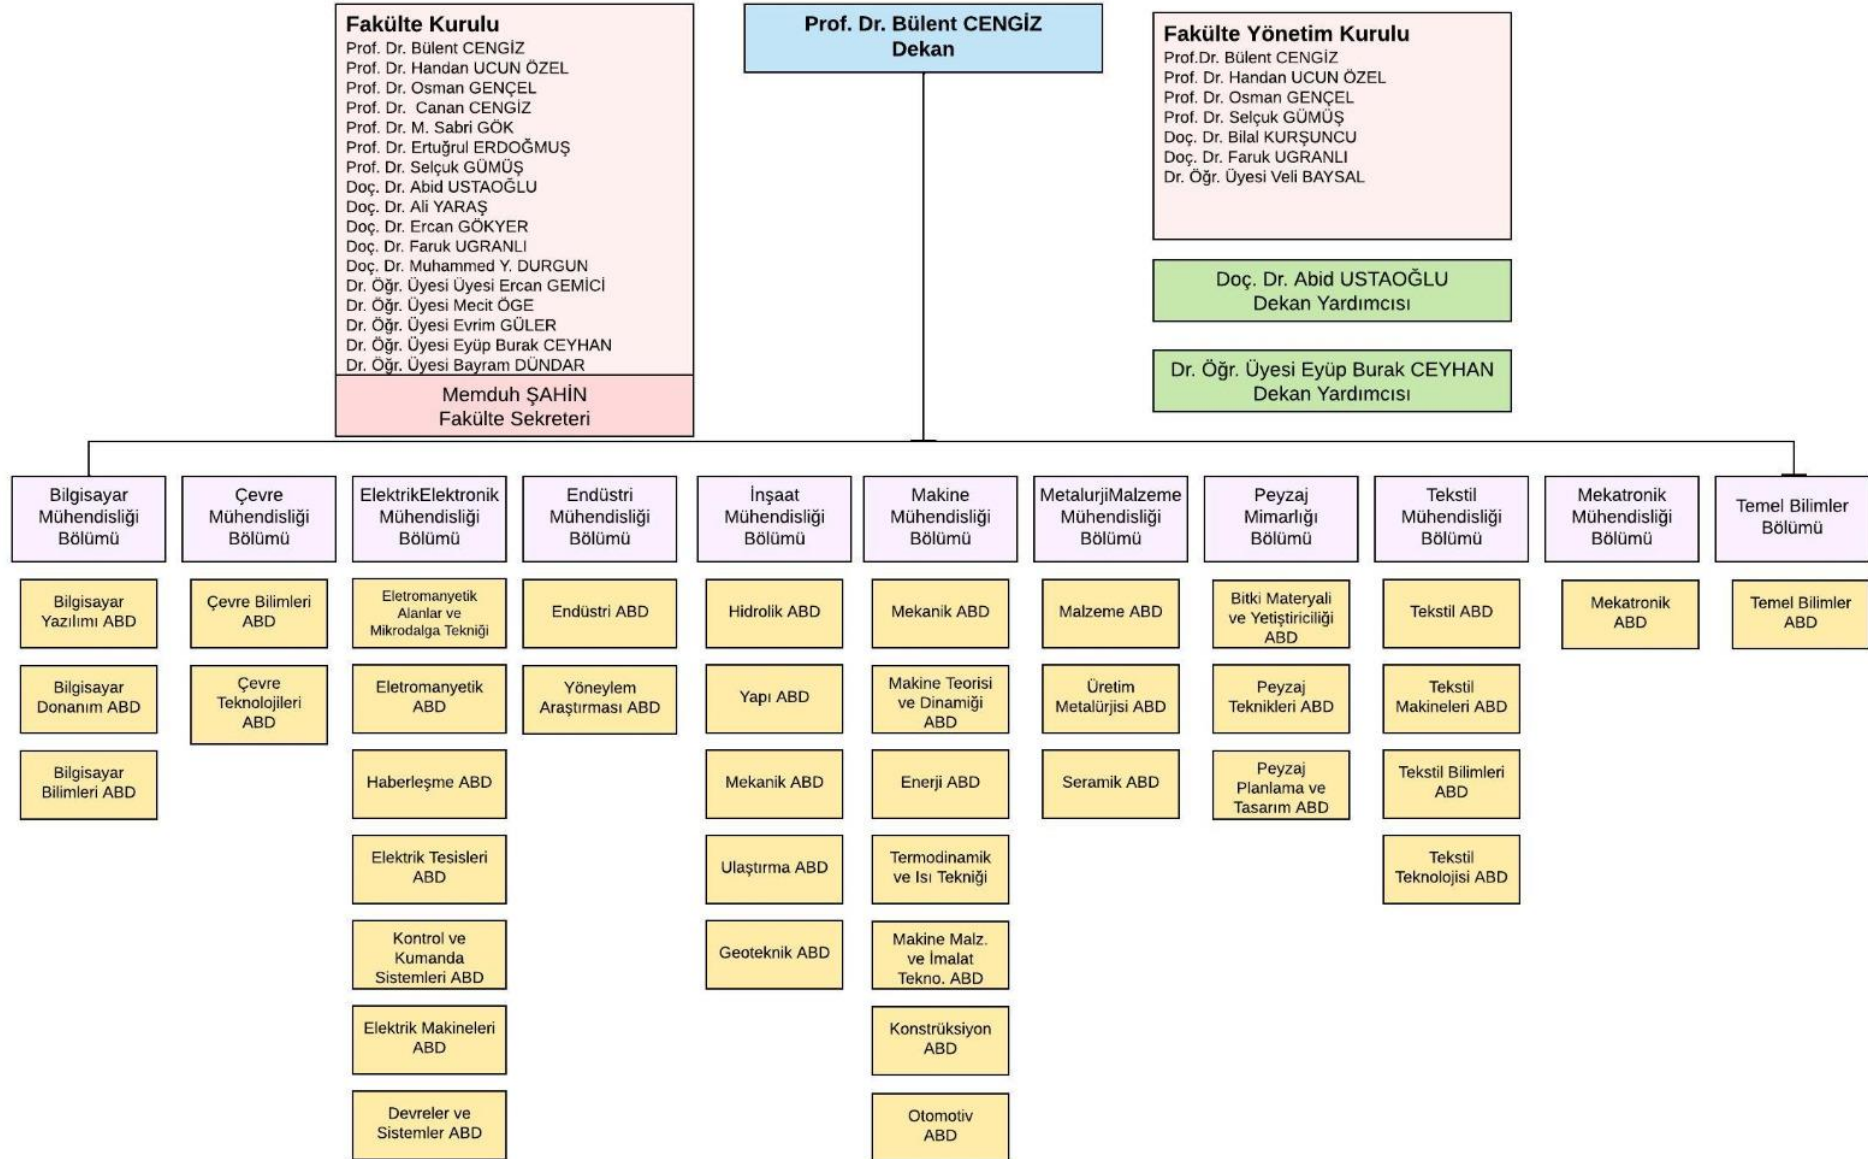 Fakülte Kurulu
Prof. Dr. Bülent CENGİZ
Prof. Dr. Handan UCUN ÖZEL
Prof. Dr. Osman GENÇEL
Prof. Dr.  Canan CENGİZ
Prof. Dr. M. Sabri GÖK
Prof. Dr. Ertuğrul ERDOĞMUŞ
Prof. Dr. Selçuk GÜMÜŞ
Doç. Dr. Abid USTAOĞLU
Doç. Dr. Ali YARAŞ
Doç. Dr. Ercan GÖKYER
Doç. Dr. Faruk UGRANLI
Doç. Dr. Muhammed Y. DURGUN
Dr. Öğr. Üyesi Üyesi Ercan GEMİCİ
Dr. Öğr. Üyesi Mecit ÖGE
Dr. Öğr. Üyesi Evrim GÜLER
Dr. Öğr. Üyesi Eyüp Burak CEYHAN
Dr. Öğr. Üyesi Bayram DÜNDAR
Memduh ŞAHİN
Fakülte Sekreteri
Prof. Dr. Bülent CENGİZ
Dekan
Fakülte Yönetim Kurulu
Prof.Dr. Bülent CENGİZ
Prof. Dr. Handan UCUN ÖZEL
Prof. Dr. Osman GENÇEL
Prof. Dr. Selçuk GÜMÜŞ
Doç. Dr. Bilal KURŞUNCU
Doç. Dr. Faruk UGRANLI
Dr. Öğr. Üyesi Veli BAYSAL
Doç. Dr. Abid USTAOĞLU
Dekan Yardımcısı
Dr. Öğr. Üyesi Eyüp Burak CEYHAN
Dekan Yardımcısı
Bilgisayar
Mühendisliği
Bölümü
Bilgisayar
Yazılımı ABD
Bilgisayar
Donanım ABD
Bilgisayar
Bilimleri ABD
Çevre
Mühendisliği
Bölümü
Çevre Bilimleri
ABD
Çevre
Teknolojileri
ABD
ElektrikElektronik
Mühendisliği
Bölümü
Eletromanyetik
Alanlar ve
Mikrodalga Tekniği
Eletromanyetik
ABD
Haberleşme ABD
Elektrik Tesisleri
ABD
Kontrol ve
Kumanda
Sistemleri ABD
Elektrik Makineleri
ABD
Devreler ve
Sistemler ABD
Endüstri
Mühendisliği
Bölümü
Endüstri ABD
Yöneylem
Araştırması ABD
İnşaat
Mühendisliği
Bölümü
Hidrolik ABD
Yapı ABD
Mekanik ABD
Ulaştırma ABD
Geoteknik ABD
Makine
Mühendisliği
Bölümü
Mekanik ABD
Makine Teorisi
ve Dinamiği
ABD
Enerji ABD
Termodinamik
ve Isı Tekniği
Makine Malz.
ve İmalat
Tekno. ABD
Konstrüksiyon
ABD
Otomotiv
ABD
MetalurjiMalzeme
Mühendisliği
Bölümü
Malzeme ABD
Üretim
Metalürjisi ABD
Seramik ABD
Peyzaj
Mimarlığı
Bölümü
Bitki Materyali
ve Yetiştiriciliği
ABD
Peyzaj
Teknikleri ABD
Peyzaj
Planlama ve
Tasarım ABD
Tekstil
Mühendisliği
Bölümü
Tekstil ABD
Tekstil
Makineleri ABD
Tekstil Bilimleri
ABD
Tekstil
Teknolojisi ABD
Mekatronik
Mühendisliği
Bölümü
Mekatronik
ABD
Temel Bilimler
Bölümü
Temel Bilimler
ABD